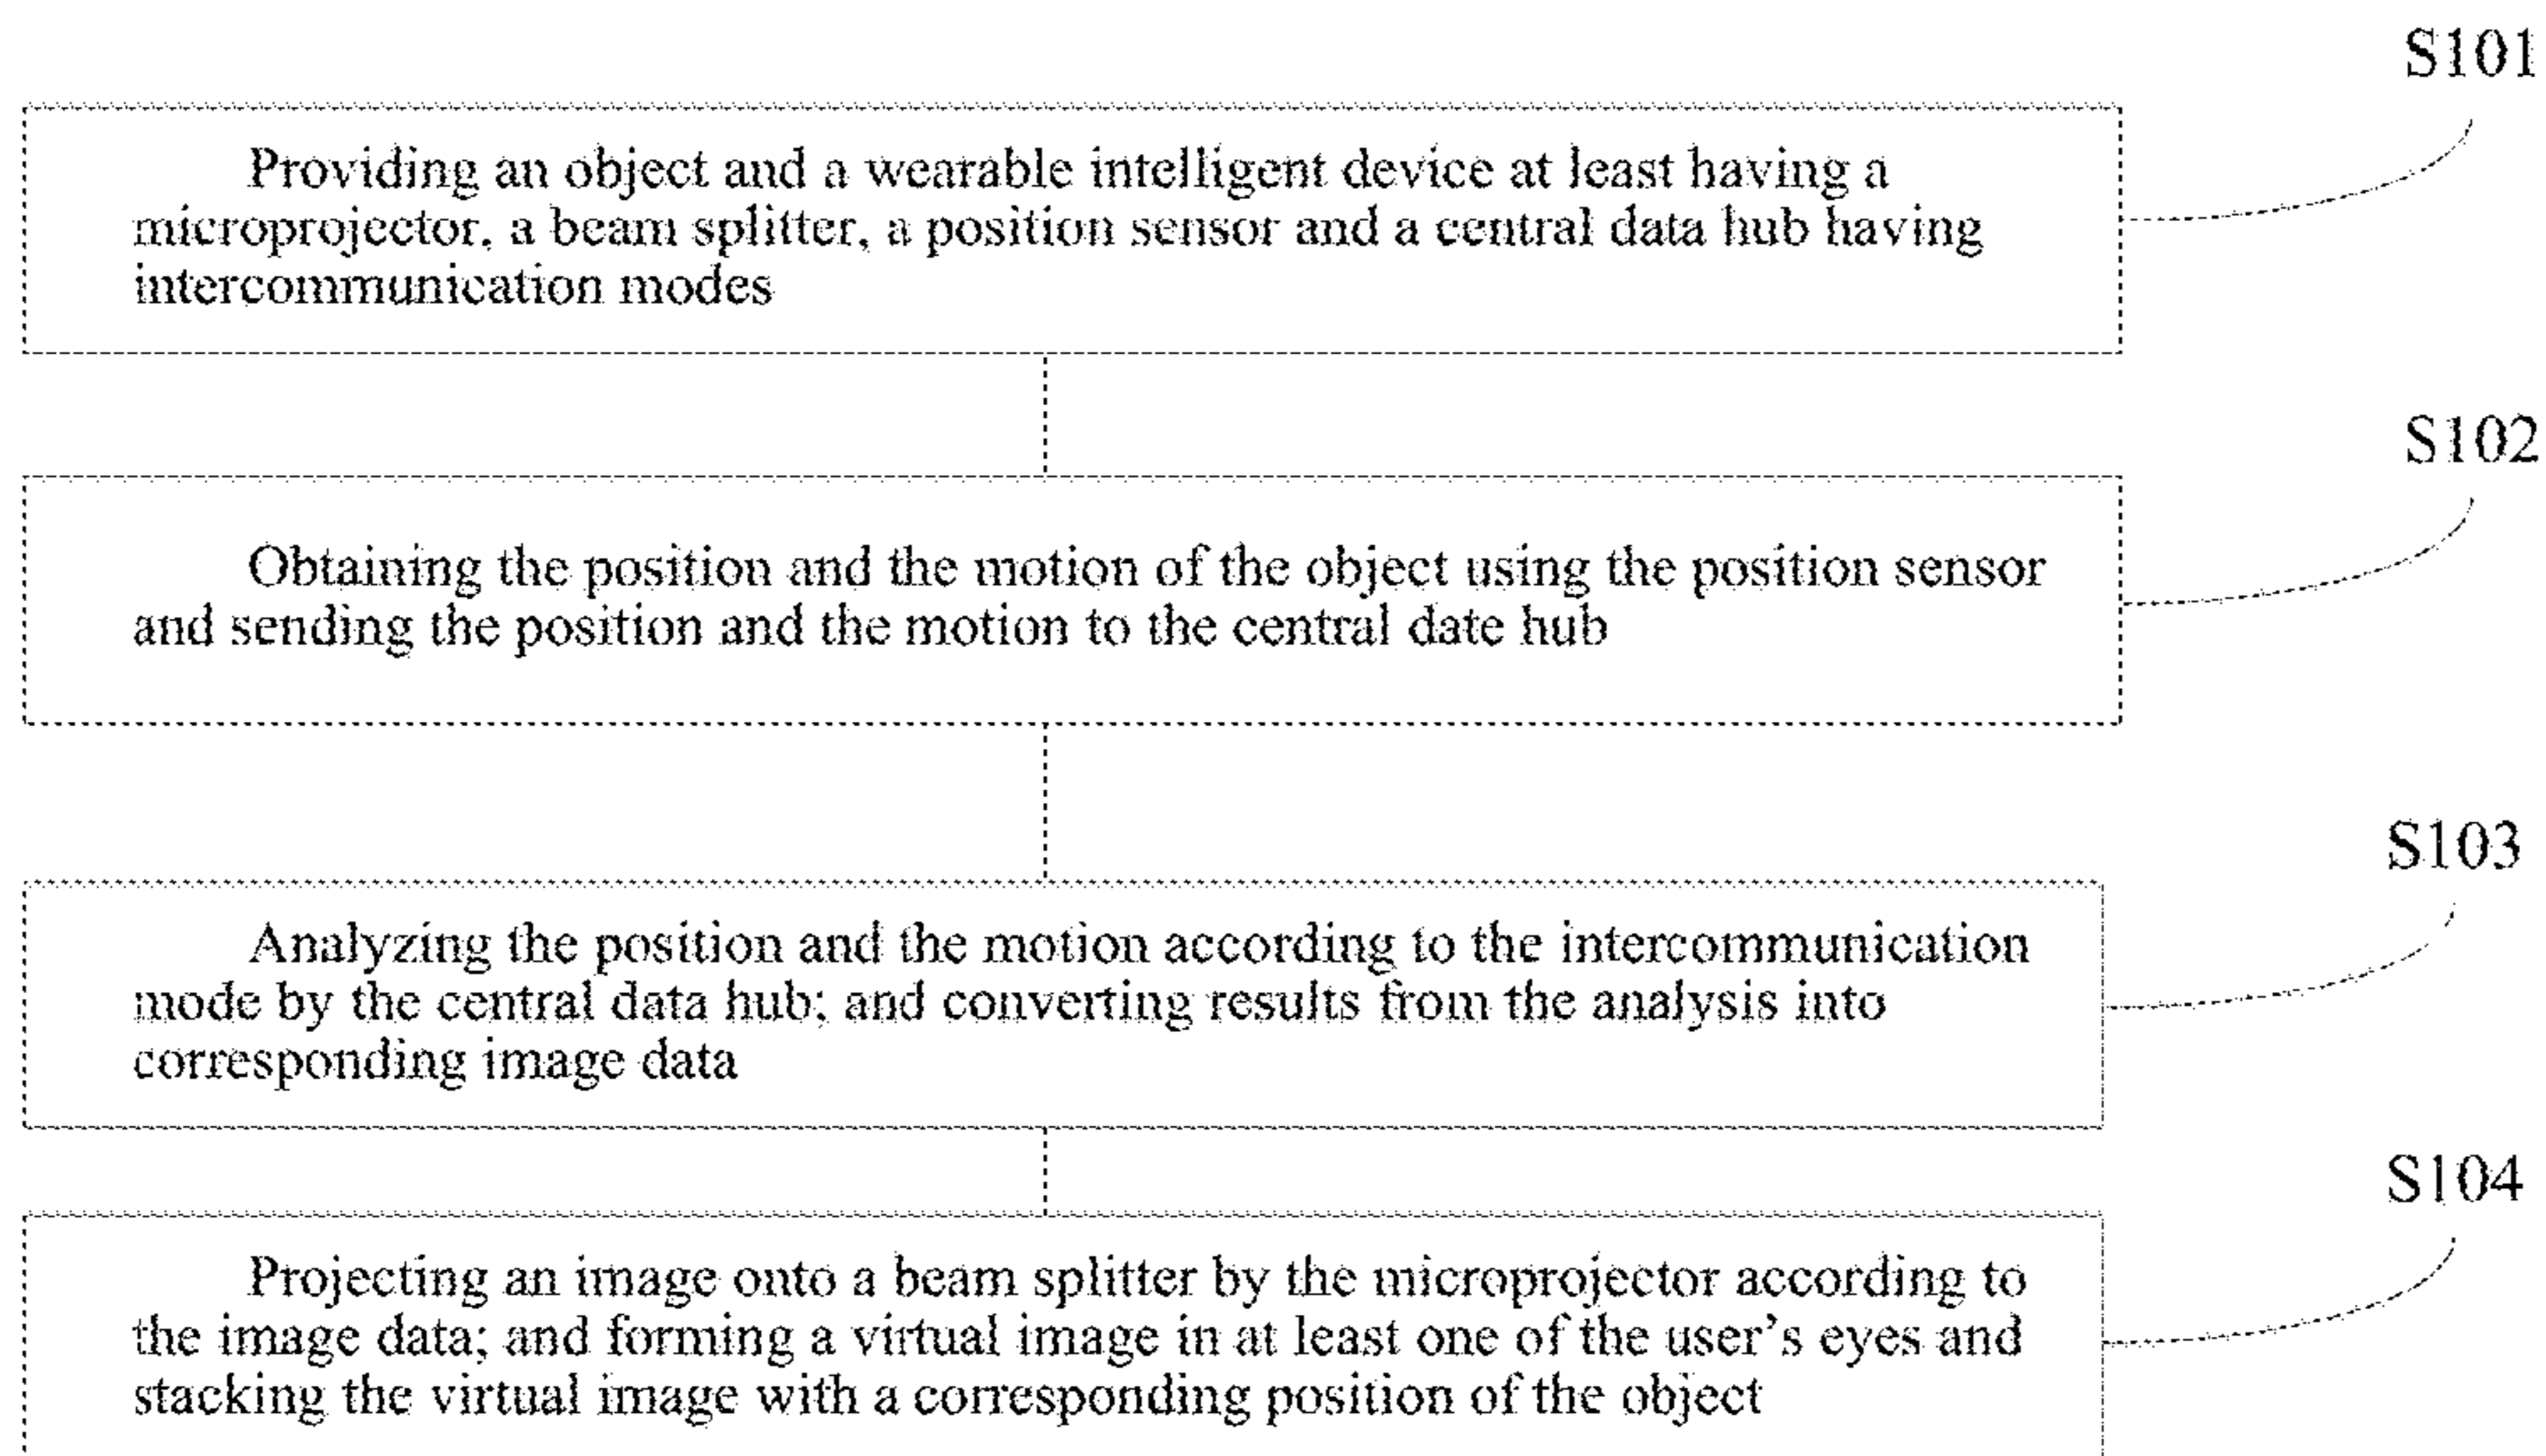 S101
Providing an object and a wearable intelligent device at least having a
microprojector, a beam splitter, a position sensor and a central data hub having
intercommunication modes
S102
Obtaining the position and the motion of the object using the position sensor
and sending the position and the motion to the central date hub
S103
Analyzing the position and the motion according to the intercommunication
mode by the central data hub; and converting results from the analysis into
corresponding image data
S104
Projecting an image onto a beam splitter by the microprojector according to
the image data; and forming a virtual image in at least one of the user's eyes and
stacking the virtual image with a corresponding position of the object